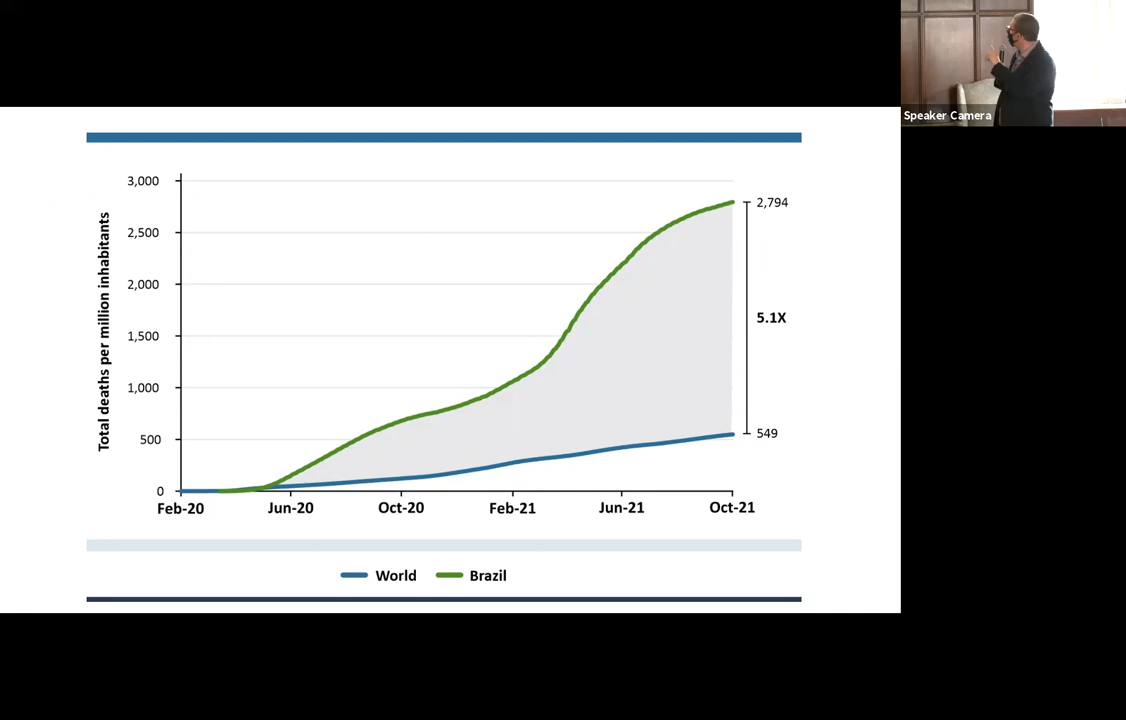 Speaker Camera
Total deaths per million inhabitants
3,000
2,500
2,000
1,500
1,000
500
0
2,794
5.1X
549
Feb-20 Jun-20 Oct-20 Feb-21 Jun-21 Oct-21
World Brazil